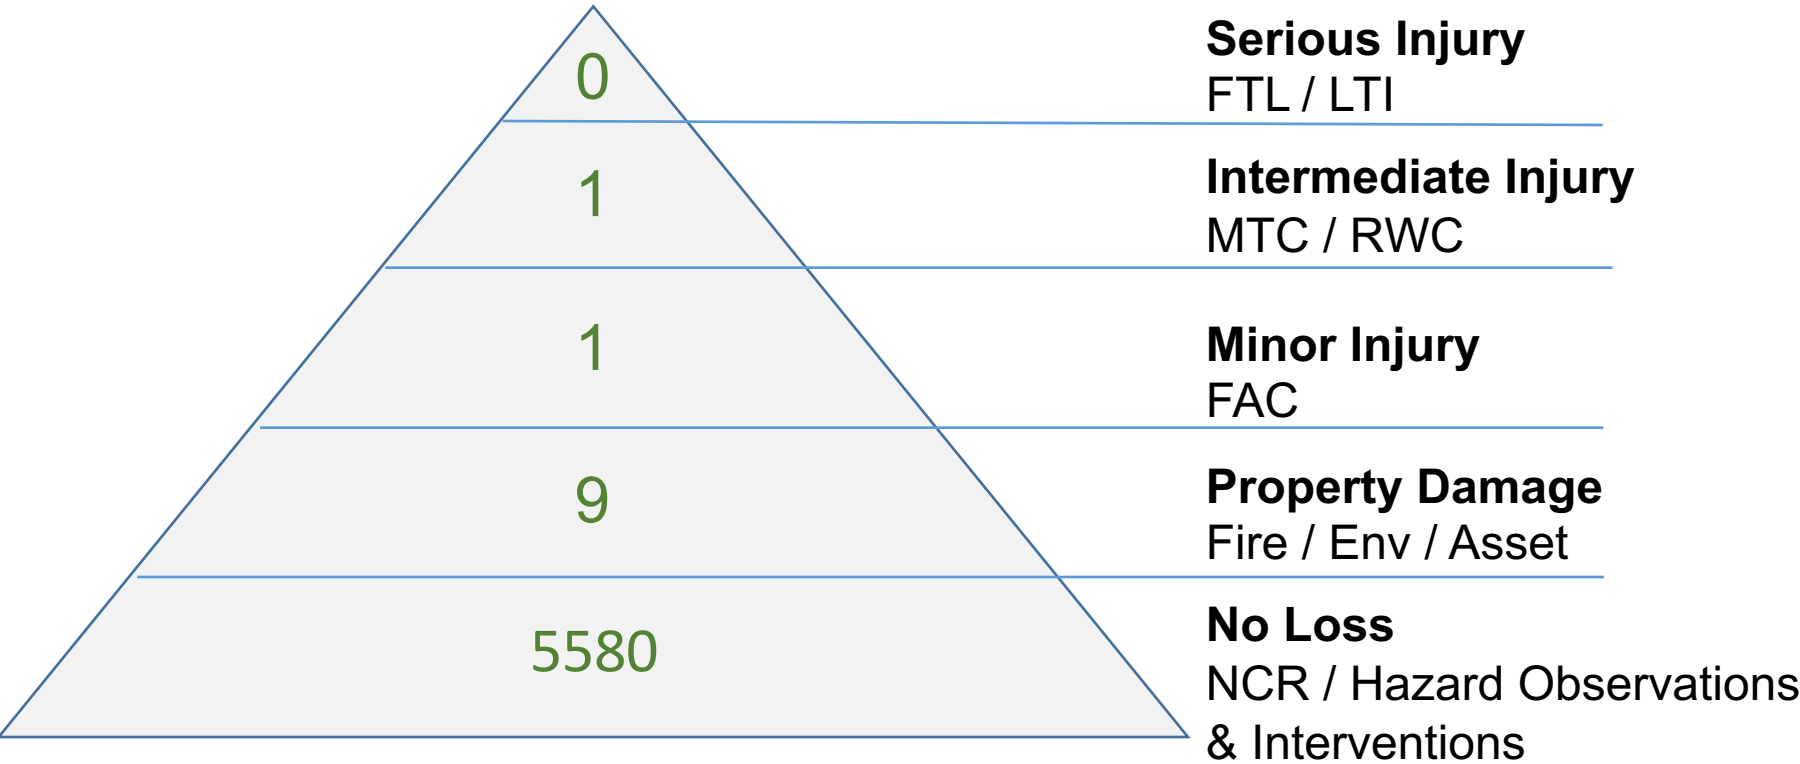 0
Serious Injury
FTL / LTI
1
Intermediate Injury
MTC / RWC
1
Minor Injury
FAC
9
Property Damage
Fire / Env / Asset
5580
No Loss
NCR / Hazard Observations
& Interventions